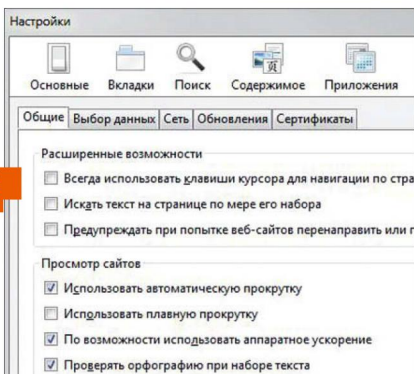 Настройки
Основные Вкладки Поиск Содержимое Приложения
Общие Выбор данных Сеть Обновления Сертификаты
Расширенные возможности
Всегда использовать клавиши курсора для навигации по стра
Искать текст на странице по мере его набора
Предупреждать при попытке веб-сайтов перенаправить или п
Просмотр сайтов
Использовать автоматическую прокрутку
Использовать плавную прокрутку
По возможности использовать аппаратное ускорение
Проверять орфографию при наборе текста